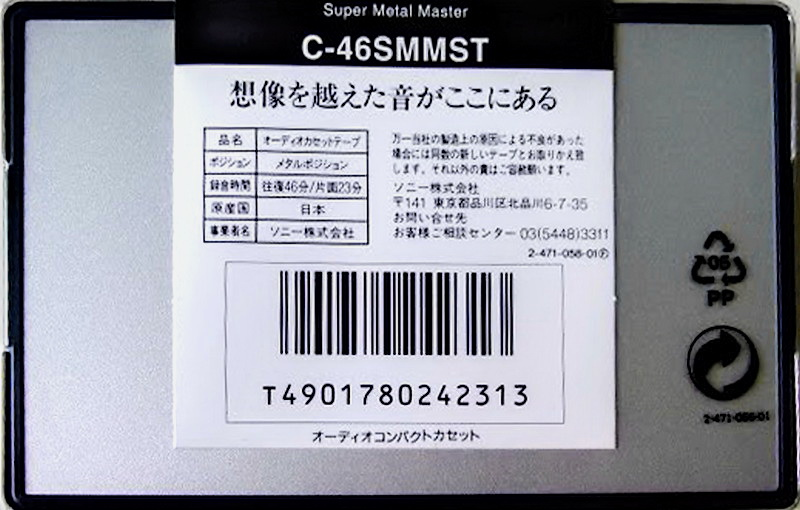 Super Metal Master
C-46SMMST
想像を越えた音がここにある
品名 オーディオカセットテープ
ポジション メタルポジション
録音時間 往復46分/片面23分
原産国 日本
事業者名 ソニー株式会社
万一当社の製造上の原因による不良があった
場合には同数の新しいテープとお取りかえ致
します。それ以外の責はご容赦願います。
ソニー株式会社
〒141 東京都品川区北品川6-7-35
お問い合せ先
お客様ご相談センター 03(5448)3311
2-471-058-01Ⓟ
T4901780242313
オーディオコンパクトカセット
05
PP
2-471-056-01